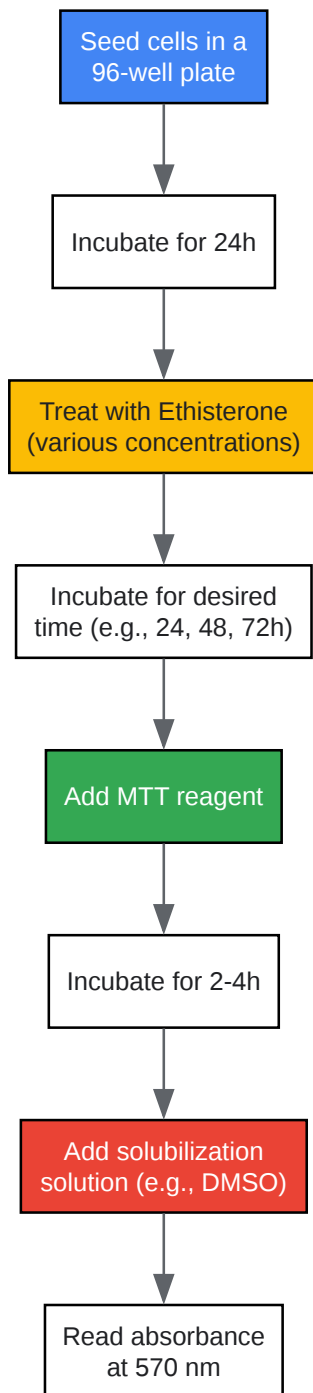 Seed cells in a
96-well plate
Incubate for 24h
Treat with Ethisterone
(various concentrations)
Incubate for desired
time (e.g., 24, 48, 72h)
Add MTT reagent
Incubate for 2-4h
Add solubilization
solution (e.g., DMSO)
Read absorbance
at 570 nm